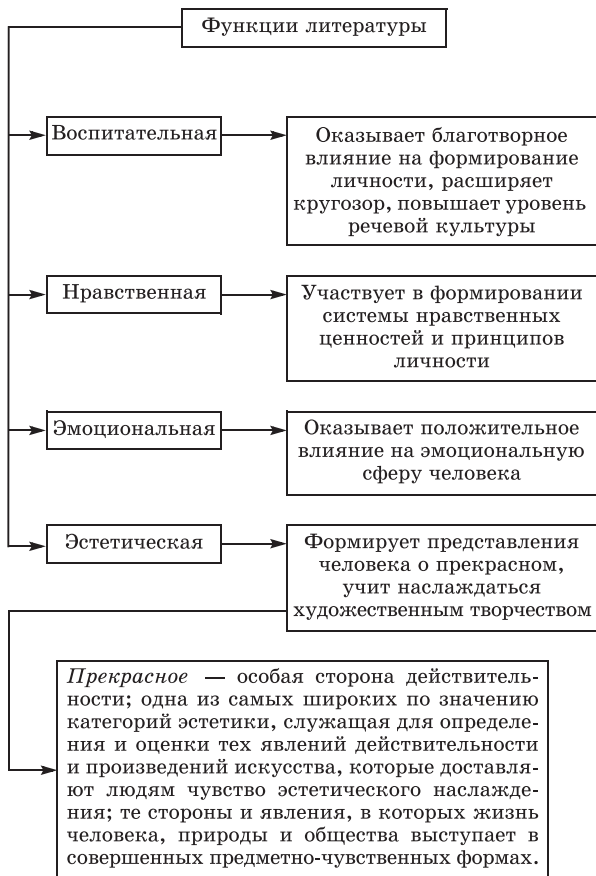 Функции литературы
Воспитательная
Оказывает благотворное
влияние на формирование
личности, расширяет
кругозор, повышает уровень
речевой культуры
Нравственная
Участвует в формировании
системы нравственных
ценностей и принципов
личности
Эмоциональная
Оказывает положительное
влияние на эмоциональную
сферу человека
Эстетическая
Формирует представления
человека о прекрасном,
учит наслаждаться
художественным творчеством
Прекрасное — особая сторона действитель-
ности; одна из самых широких по значению
категорий эстетики, служащая для определе-
ния и оценки тех явлений действительности
и произведений искусства, которые доставля-
ют людям чувство эстетического наслажде-
ния; те стороны и явления, в которых жизнь
человека, природы и общества выступает в
совершенных предметно-чувственных формах.